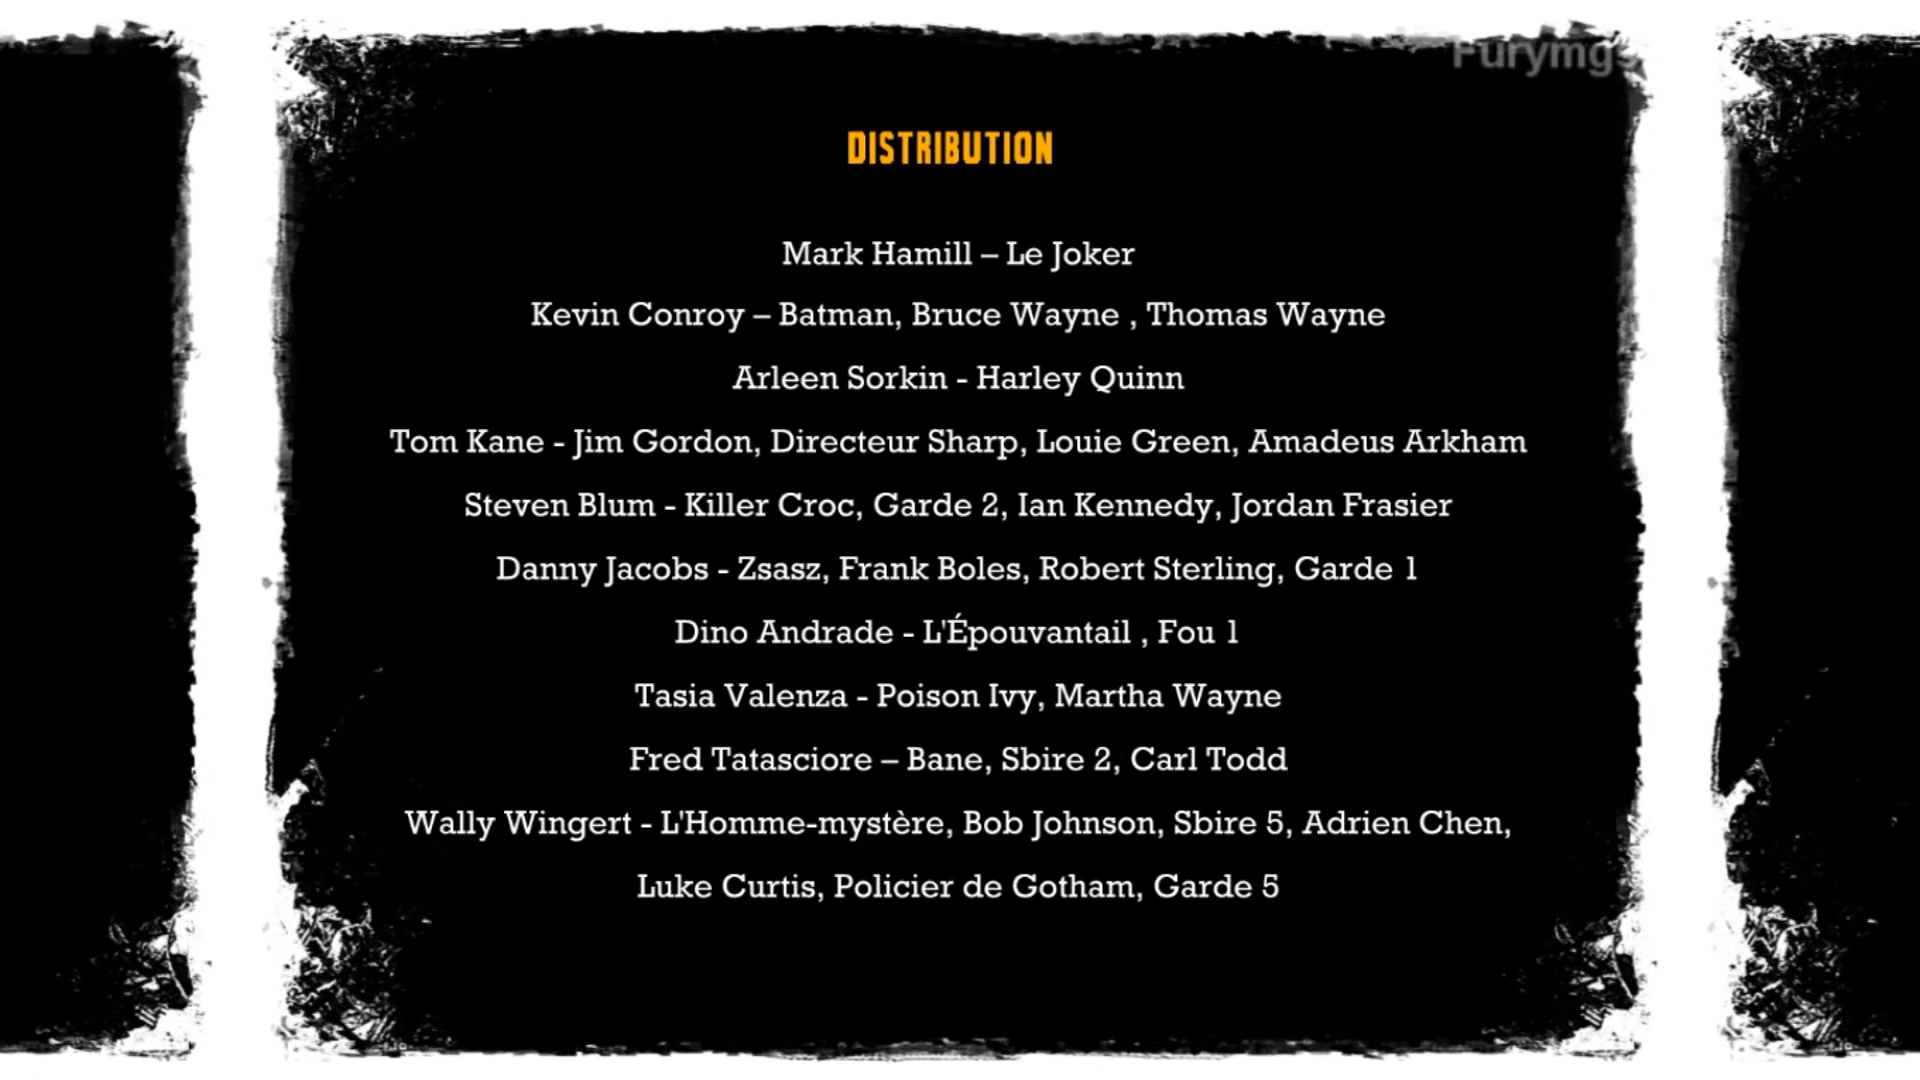 Furymgs
DISTRIBUTION
Mark Hamill – Le Joker
Kevin Conroy – Batman, Bruce Wayne , Thomas Wayne
Arleen Sorkin - Harley Quinn
Tom Kane - Jim Gordon, Directeur Sharp, Louie Green, Amadeus Arkham
Steven Blum - Killer Croc, Garde 2, Ian Kennedy, Jordan Frasier
Danny Jacobs - Zsasz, Frank Boles, Robert Sterling, Garde 1
Dino Andrade - L'Épouvantail , Fou 1
Tasia Valenza - Poison Ivy, Martha Wayne
Fred Tatasciore – Bane, Sbire 2, Carl Todd
Wally Wingert - L'Homme-mystère, Bob Johnson, Sbire 5, Adrien Chen,
Luke Curtis, Policier de Gotham, Garde 5